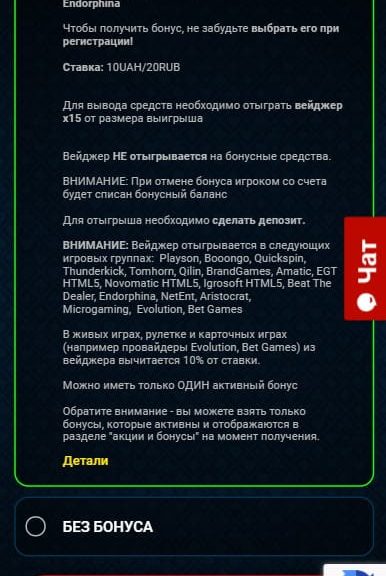 Endorphina
Чтобы получить бонус, не забудьте выбрать его при
регистрации!
Ставка: 10UAH/20RUB
Для вывода средств необходимо отыграть вейджер
x15 от размера выигрыша
Вейджер НЕ отыгрывается на бонусные средства.
ВНИМАНИЕ: При отмене бонуса игроком со счета
будет списан бонусный баланс
Для отыгрыша необходимо сделать депозит.
ВНИМАНИЕ: Вейджер отыгрывается в следующих
игровых группах: Playson, Booongo, Quickspin,
Thunderkick, Tomhorn, Qilin, BrandGames, Amatic, EGT
HTML5, Novomatic HTML5, Igrosoft HTML5, Beat The
Dealer, Endorphina, NetEnt, Aristocrat,
Microgaming, Evolution, Bet Games
В живых играх, рулетке и карточных играх
(например провайдеры Evolution, Bet Games) из
вейджера вычитается 10% от ставки.
Можно иметь только ОДИН активный бонус
Обратите внимание - вы можете взять только
бонусы, которые активны и отображаются в
разделе "акции и бонусы" на момент получения.
Детали
БЕЗ БОНУСА
Чат